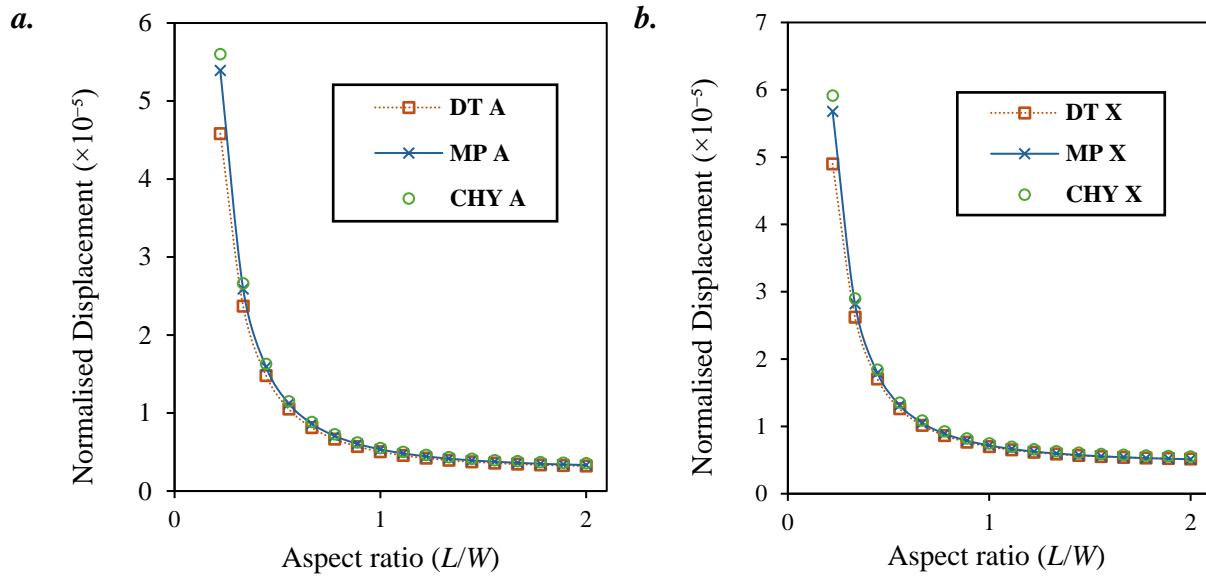 a.
Normalised Displacement (×10⁻⁵)
6
5
4
3
2
1
0
0 1 2
Aspect ratio (L/W)
DT A
MP A
CHY A
b.
Normalised Displacement (×10⁻⁵)
7
6
5
4
3
2
1
0
0 1 2
Aspect ratio (L/W)
DT X
MP X
CHY X